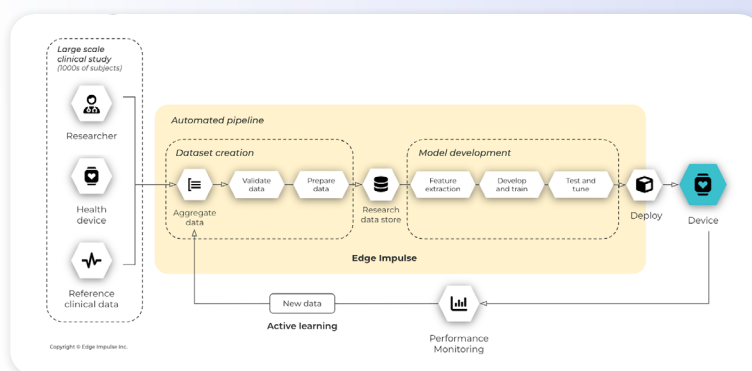 Large scale
clinical study
(1000s of subjects)
Researcher
Health
device
Reference
clinical data
Automated pipeline
Dataset creation
Aggregate
data
Validate
data
Prepare
data
Research
data store
Model development
Feature
extraction
Develop
and train
Test and
tune
Deploy
Device
Edge Impulse
New data
Active learning
Performance
Monitoring
Copyright © Edge Impulse Inc.